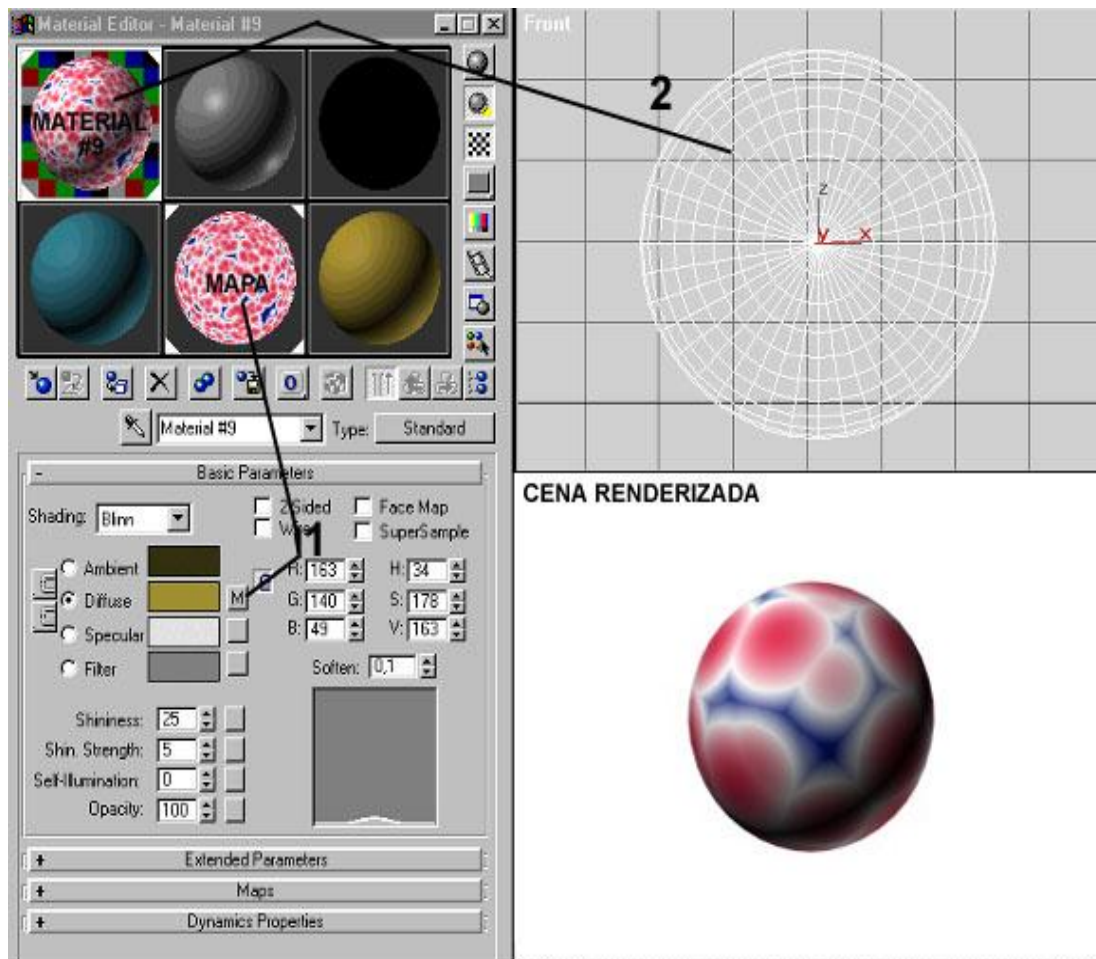 Material Editor - Material #9
MATERIAL
#9
MAPA
Material #9
Type:
Standard
-
Basic Parameters
Shading:
Blinn
2-Sided
Face Map
SuperSample
1
Ambient
R: 163
H: 34
Diffuse
M
G: 140
S: 178
Specular
B: 49
V: 163
Filter
Soften: 0,1
Shininess: 25
Shin. Strength: 5
Self-Illumination: 0
Opacity: 100
+
Extended Parameters
+
Maps
+
Dynamics Properties
Front
2
z
y
x
CENA RENDERIZADA